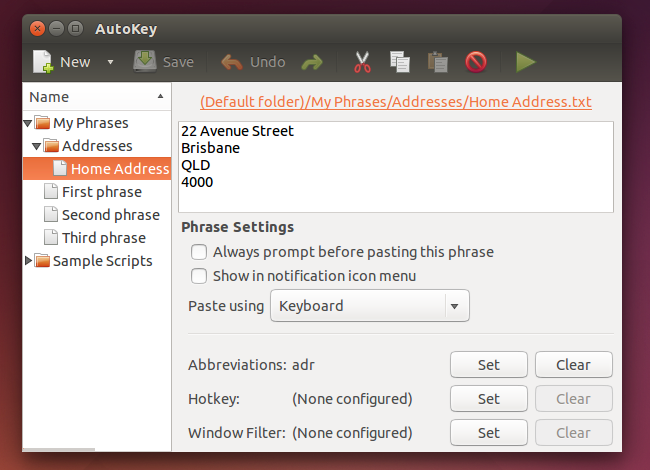 AutoKey
New Save Undo
Name
My Phrases
Addresses
Home Address
First phrase
Second phrase
Third phrase
Sample Scripts
(Default folder)/My Phrases/Addresses/Home Address.txt
22 Avenue Street
Brisbane
QLD
4000
Phrase Settings
Always prompt before pasting this phrase
Show in notification icon menu
Paste using Keyboard
Abbreviations: adr Set Clear
Hotkey: (None configured) Set Clear
Window Filter: (None configured) Set Clear